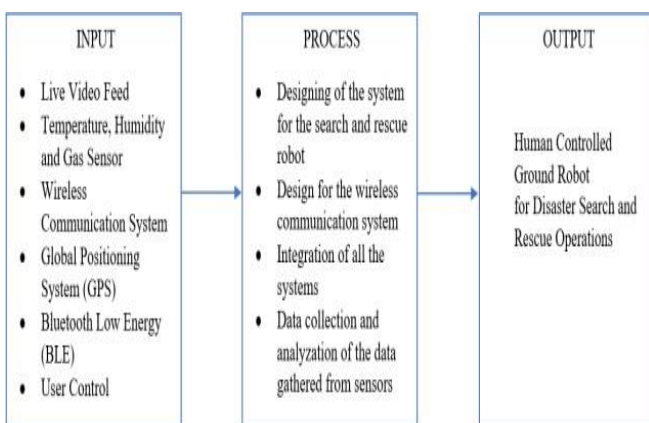 INPUT
• Live Video Feed
• Temperature, Humidity
and Gas Sensor
• Wireless
Communication System
• Global Positioning
System (GPS)
• Bluetooth Low Energy
(BLE)
• User Control
PROCESS
• Designing of the system
for the search and rescue
robot
• Design for the wireless
communication system
• Integration of all the
systems
• Data collection and
analyzation of the data
gathered from sensors
OUTPUT
Human Controlled
Ground Robot
for Disaster Search and
Rescue Operations